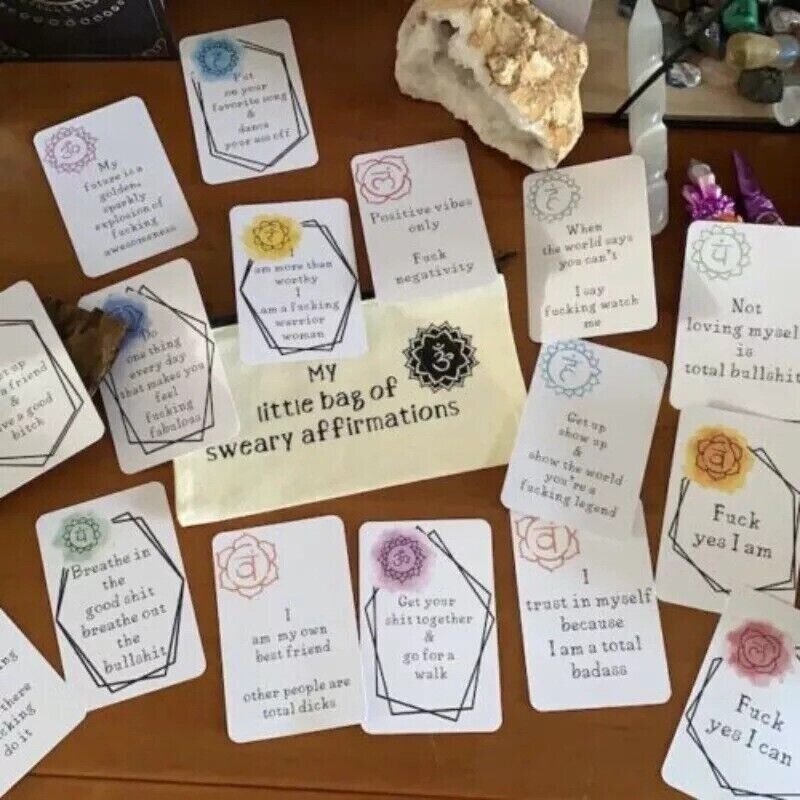 Put
on your
favorite song
&
dance
your ass off
My
future is a
golden,
sparkly
explosion of
fucking
awesomeness
Positive vibes
only
Fuck
negativity
When
the world says
you can't
I say
fucking watch
me
I
am more than
worthy
I
am a fucking
warrior
woman
Not
loving myself
is
total bullshit
Do
one thing
every day
that makes you
feel
fucking
fabulous
up
a friend
&
a good
bitch
My
little bag of
sweary affirmations
Get up
show up
&
show the world
you're a
fucking legend
Fuck
yes I am
Breathe in
the
good shit
breathe out
the
bullshit
I
am my own
best friend
other people are
total dicks
Get your
shit together
&
go for a
walk
I
trust in myself
because
I am a total
badass
Fuck
yes I can
there
do it